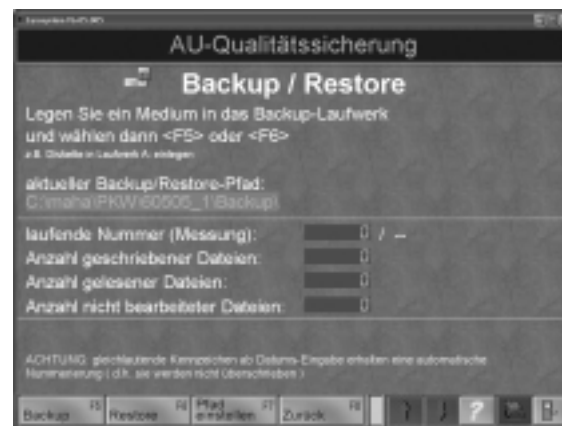 AU-Qualitätssicherung
Backup / Restore
Legen Sie ein Medium in das Backup-Laufwerk
und wählen dann <F5> oder <F6>
z.B. Diskette in Laufwerk A: einlegen
aktueller Backup/Restore-Pfad:
C:\maha\PKW\60505_1\Backup\
laufende Nummer (Messung): 0 / --
Anzahl geschriebener Dateien: 0
Anzahl gelesener Dateien: 0
Anzahl nicht bearbeiteter Dateien: 0
ACHTUNG: gleichlautende Kennzeichen ab Datums-Eingabe erhalten eine automatische
Nummerierung ( d.h. sie werden nicht überschrieben )
Backup F5 Restore F6 Pfad einstellen F7 Zurück F8 ?